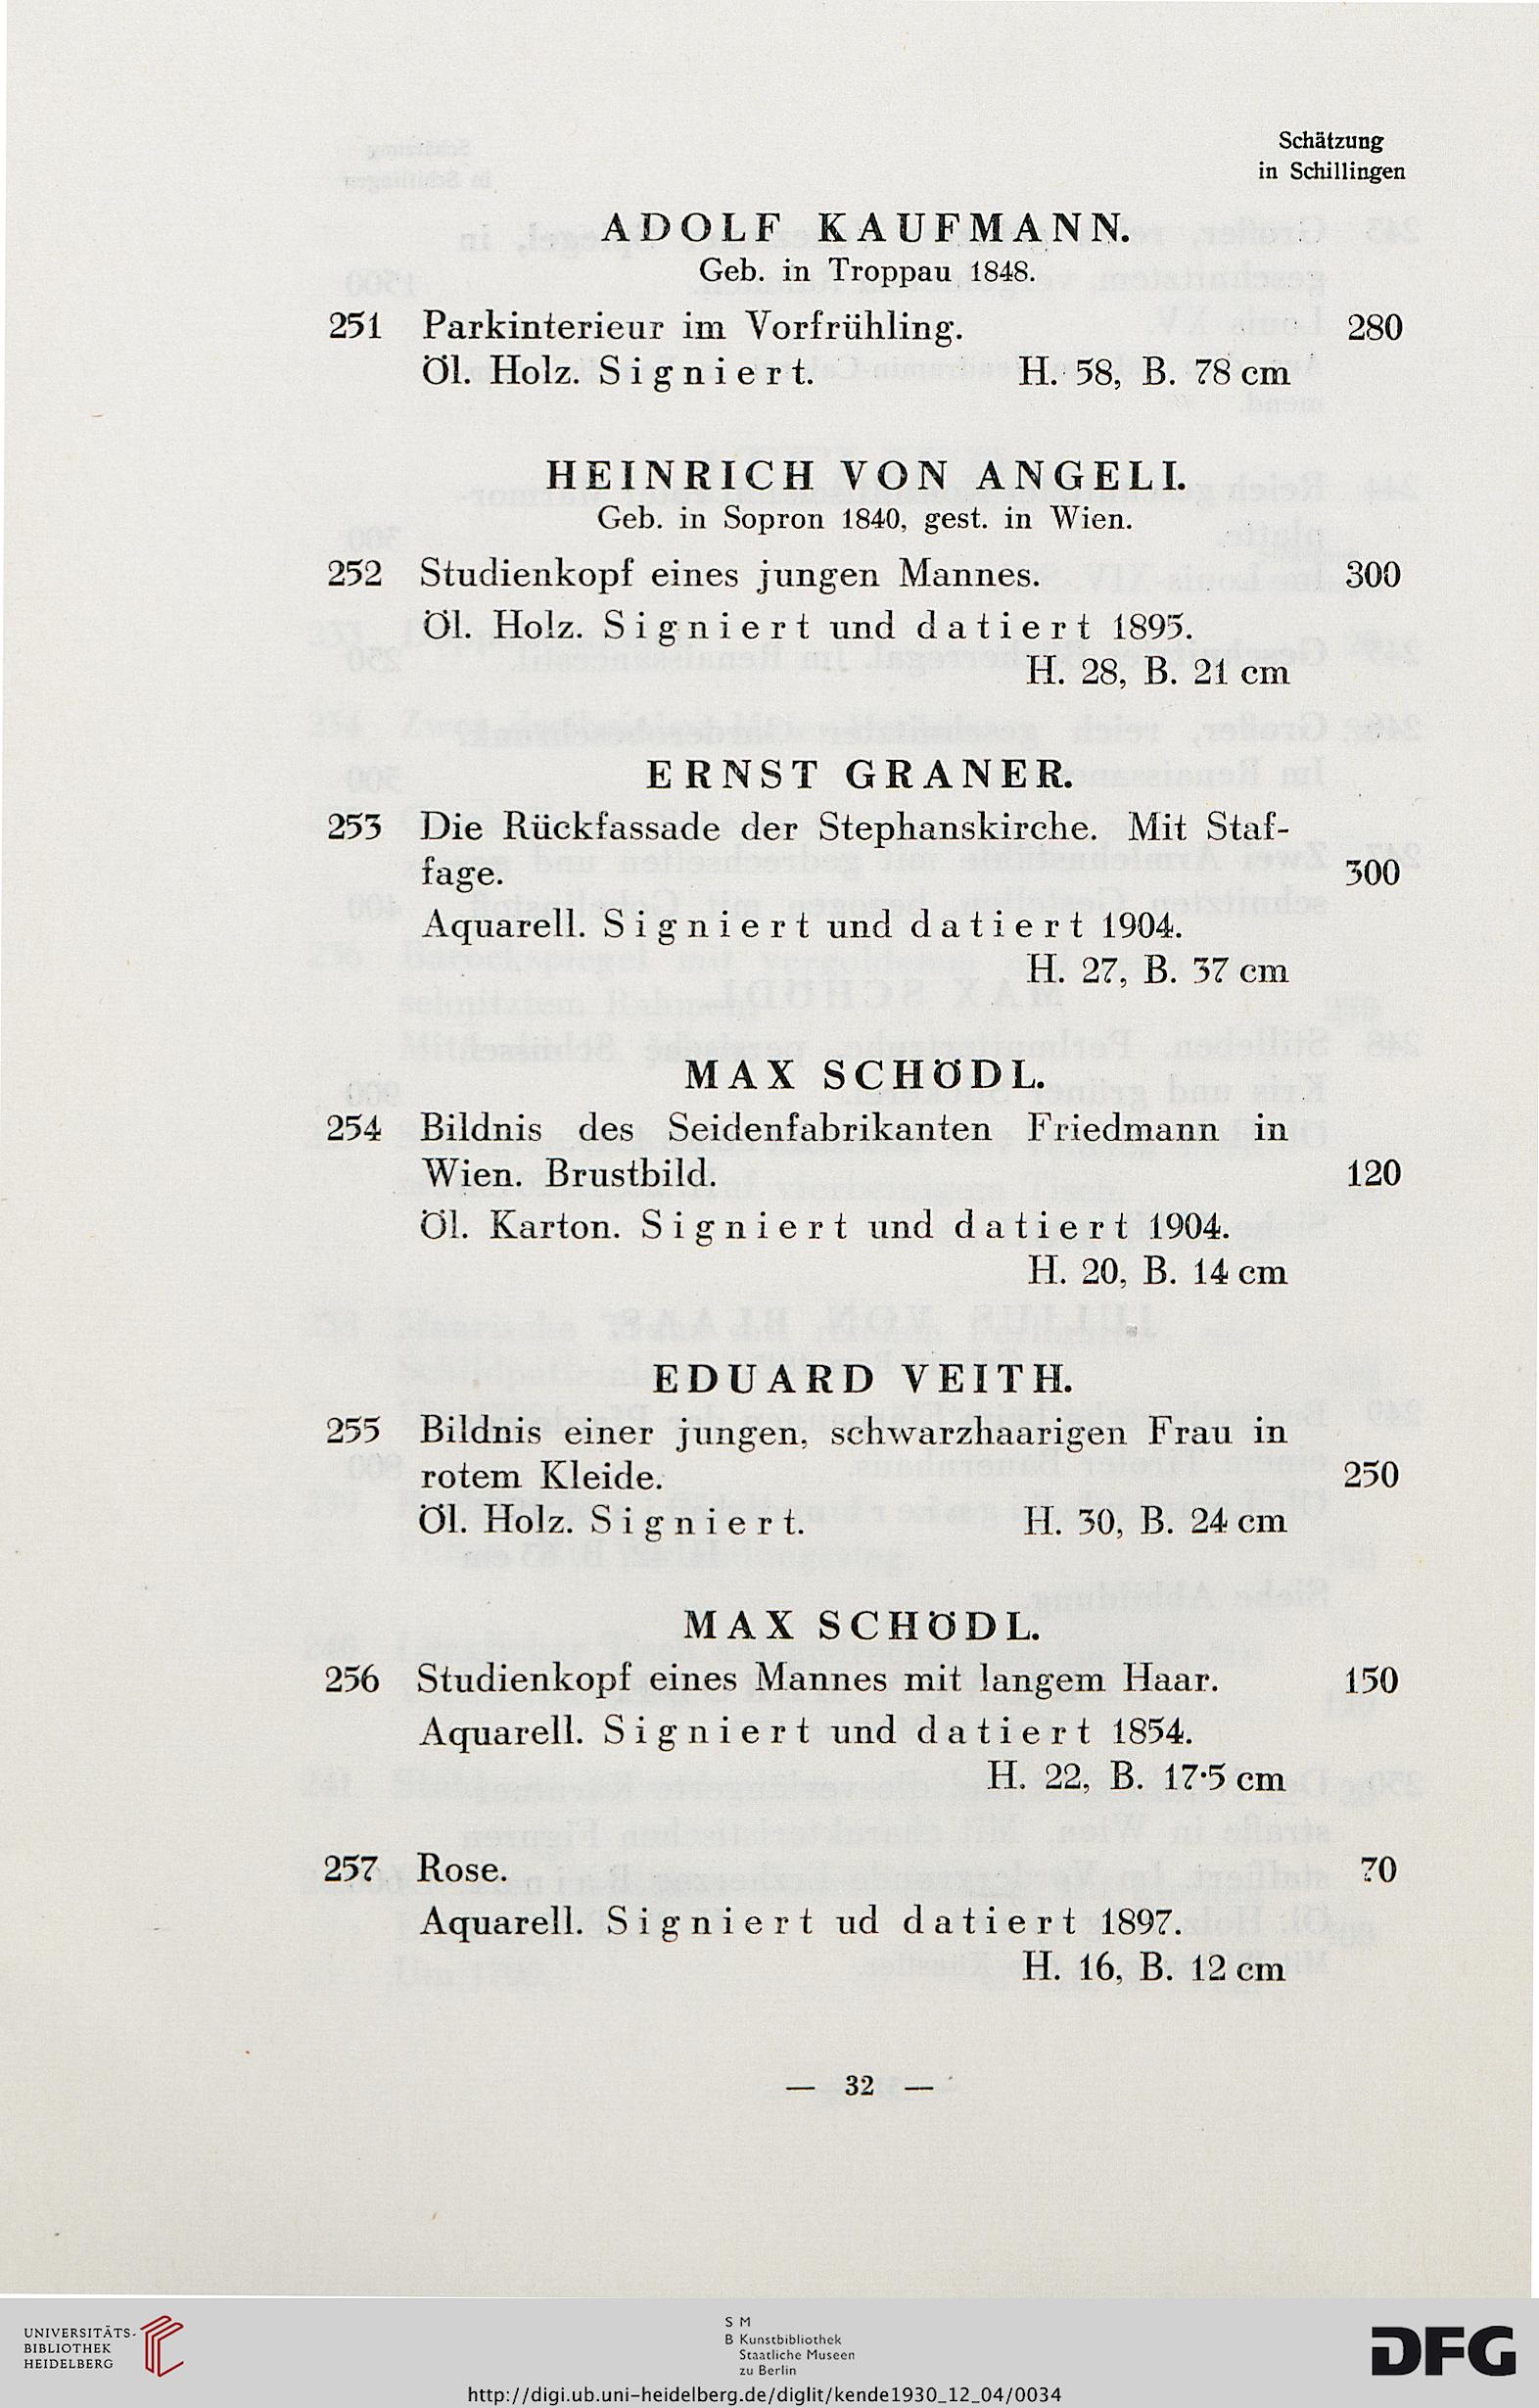 Schätzung
in Schillingen
ADOLF KAUFMANN.
Geb. in Troppau 1848.
251 Parkinterieur im Vorfrühling. 280
Öl. Holz. Signiert. H. 58, B. 78 cm
HEINRICH VON ANGELI.
Geb. in Sopron 1840, gest. in Wien.
252 Studienkopf eines jungen Mannes. 300
Öl. Holz. Signiert und datiert 1895.
H. 28, B. 21 cm
ERNST GRANER.
253 Die Rückfassade der Stephanskirche. Mit Staf-
fage. 300
Aquarell. Signiert und datiert 1904.
H. 27, B. 37 cm
MAX SCHÖDL.
254 Bildnis des Seidenfabrikanten Friedmann in
Wien. Brustbild. 120
Öl. Karton. Signiert und datiert 1904.
H. 20, B. 14 cm
EDUARD VEITH.
255 Bildnis einer jungen, schwarzhaarigen Frau in
rotem Kleide. 250
Öl. Holz. Signiert. H. 30, B. 24 cm
MAX SCHÖDL.
256 Studienkopf eines Mannes mit langem Haar. 150
Aquarell. Signiert und datiert 1854.
H. 22, B. 17·5 cm
257 Rose. 70
Aquarell. Signiert ud datiert 1897.
H. 16, B. 12 cm
— 32 —
UNIVERSITÄTS-
BIBLIOTHEK
HEIDELBERG
S M
B Kunstbibliothek
Staatliche Museen
zu Berlin
DFG
http://digi.ub.uni-heidelberg.de/diglit/kende1930_12_04/0034